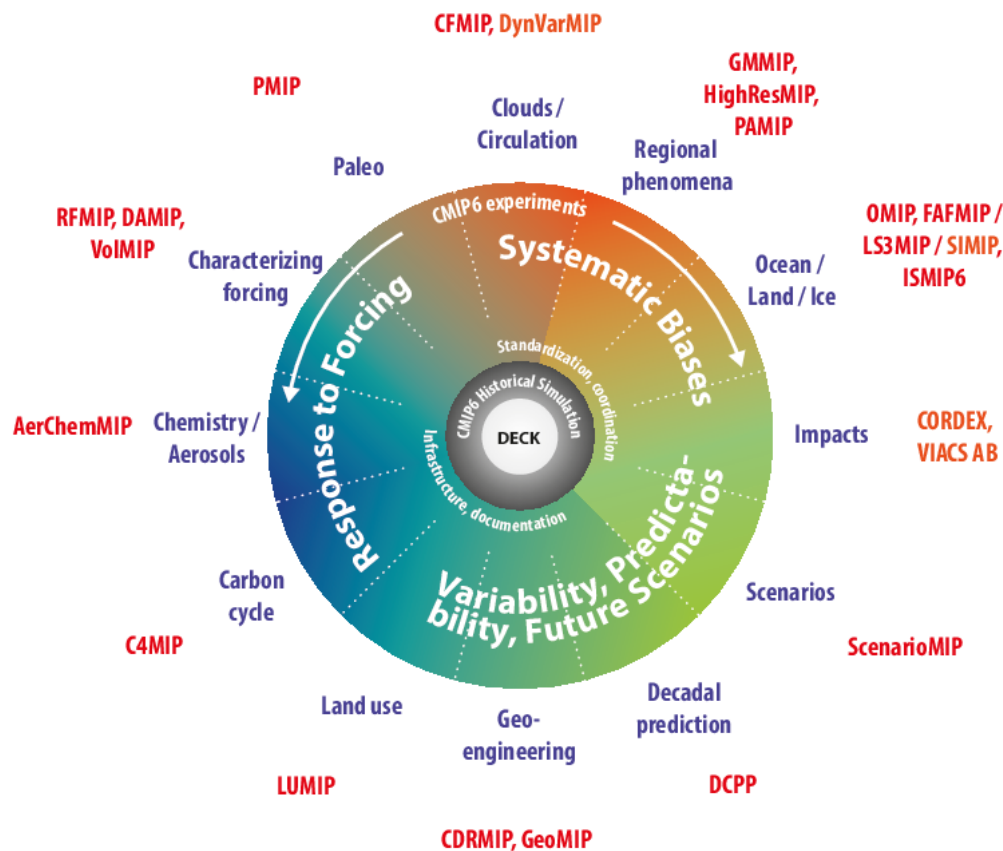 CFMIP, DynVarMIP
GMMIP,
HighResMIP,
PAMIP
PMIP
Clouds /
Circulation
Regional
phenomena
Paleo
CMIP6 experiments
RFMIP, DAMIP,
VolMIP
OMIP, FAFMIP /
LS3MIP / SIMIP,
ISMIP6
Characterizing
forcing
Ocean /
Land / Ice
Systematic Biases
Response to Forcing
Standardization, coordination
CMIP6 Historical Simulation
DECK
Infrastructure, documentation
AerChemMIP
Chemistry /
Aerosols
Impacts
CORDEX,
VIACS AB
Variability, Predicta-
bility, Future Scenarios
Carbon
cycle
Scenarios
C4MIP
ScenarioMIP
Land use
Geo-
engineering
Decadal
prediction
LUMIP
DCPP
CDRMIP, GeoMIP